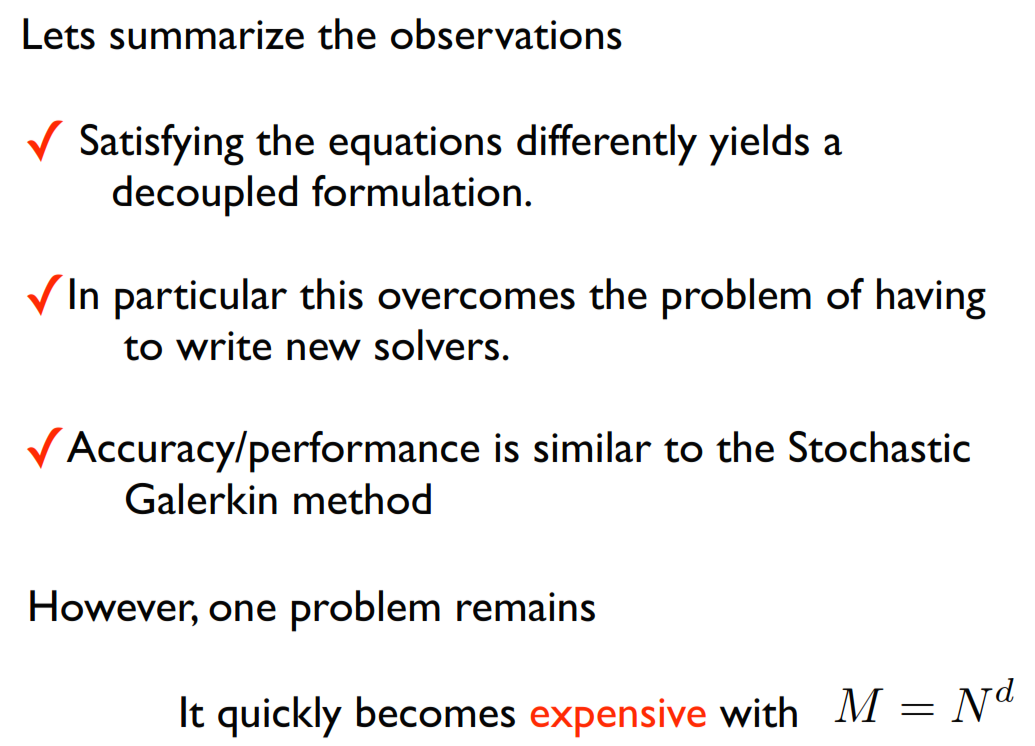 Lets summarize the observations
✓ Satisfying the equations differently yields a
decoupled formulation.
✓In particular this overcomes the problem of having
to write new solvers.
✓Accuracy/performance is similar to the Stochastic
Galerkin method
However, one problem remains
It quickly becomes expensive with $M = N^d$